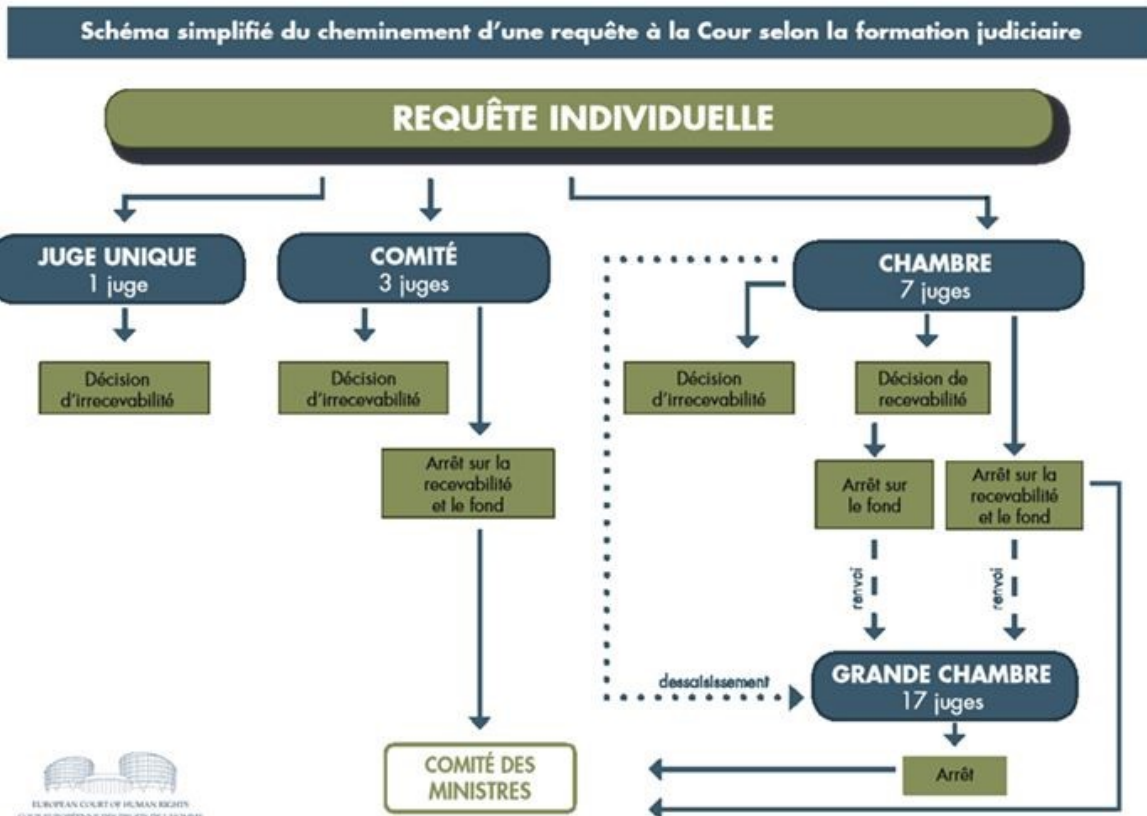 Schéma simplifié du cheminement d'une requête à la Cour selon la formation judiciaire
REQUÊTE INDIVIDUELLE
JUGE UNIQUE
1 juge
COMITÉ
3 juges
CHAMBRE
7 juges
Décision
d'irrecevabilité
Décision
d'irrecevabilité
Décision
d'irrecevabilité
Décision de
recevabilité
Arrêt sur la
recevabilité
et le fond
Arrêt sur
le fond
Arrêt sur la
recevabilité
et le fond
renvoi
renvoi
dessaisissement
GRANDE CHAMBRE
17 juges
COMITÉ DES
MINISTRES
Arrêt
EUROPEAN COURT OF HUMAN RIGHTS